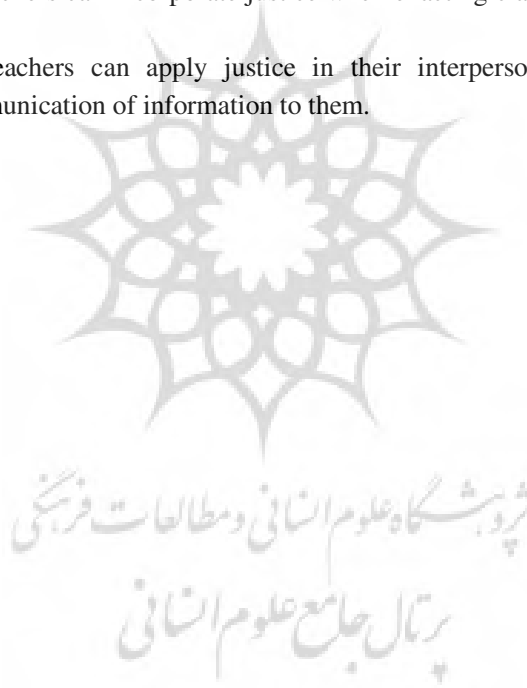 eachers can apply justice in their interperso
unication of information to them.
پژوهشگاه علوم انسانی و مطالعات فرهنگی
پرتال جامع علوم انسانی